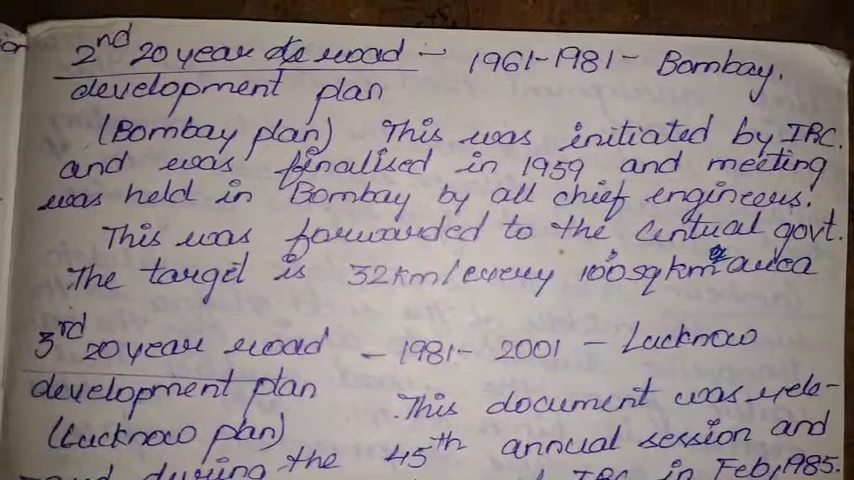 2nd 20 year road - 1961-1981- Bombay.
development plan
(Bombay plan) This was initiated by IRC.
and was finalised in 1959 and meeting
was held in Bombay by all chief engineers.
This was forwarded to the central govt.
The target is 32km/every 100sqkm area
3rd 20 year road - 1981- 2001 - Lucknow
development plan
This document was rele-
(Lucknow plan)
45th annual session and
during the
IRC in Feb,1985.